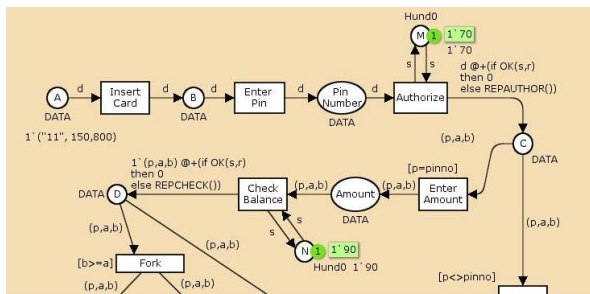 Hund0
M
1
1`70
1`70
s
s
d @+(if OK(s,r)
then 0
else REPAUTHOR())
A
d
Insert
Card
d
B
d
Enter
Pin
d
Pin
Number
d
Authorize
DATA
DATA
DATA
1`("11", 150,800)
(p,a,b)
C
DATA
1`(p,a,b) @+(if OK(s,r)
then 0
else REPCHECK())
[p=pinno]
DATA
D
Check
Balance
(p,a,b)
Amount
(p,a,b)
Enter
Amount
DATA
(p,a,b)
(p,a,b)
(p,a,b)
s
s
N
1
1`90
Hund0
1`90
[b>=a]
Fork
[p<>pinno]
(p,a,b)
(p,a,b)